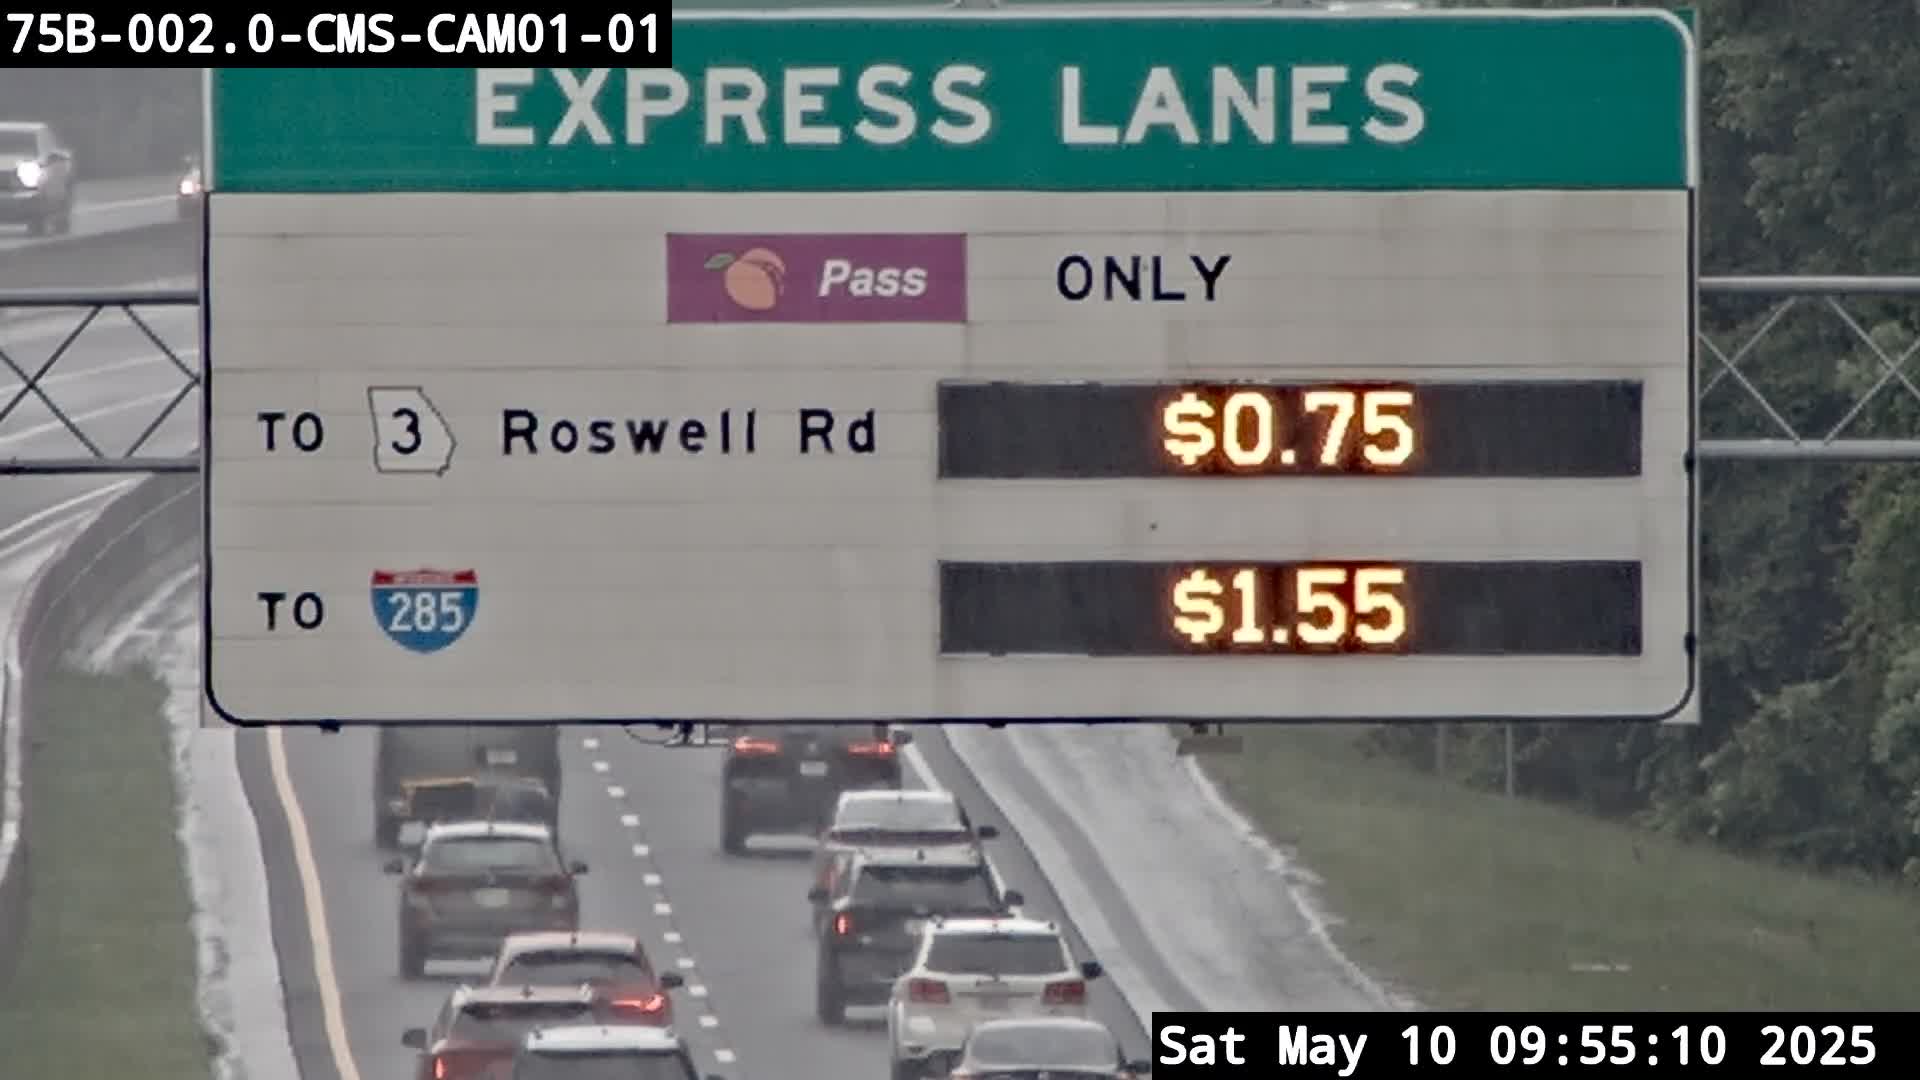 75B-002.0-CMS-CAM01-01
EXPRESS LANES
Pass ONLY
TO 3 Roswell Rd $0.75
TO 285 $1.55
Sat May 10 09:55:10 2025